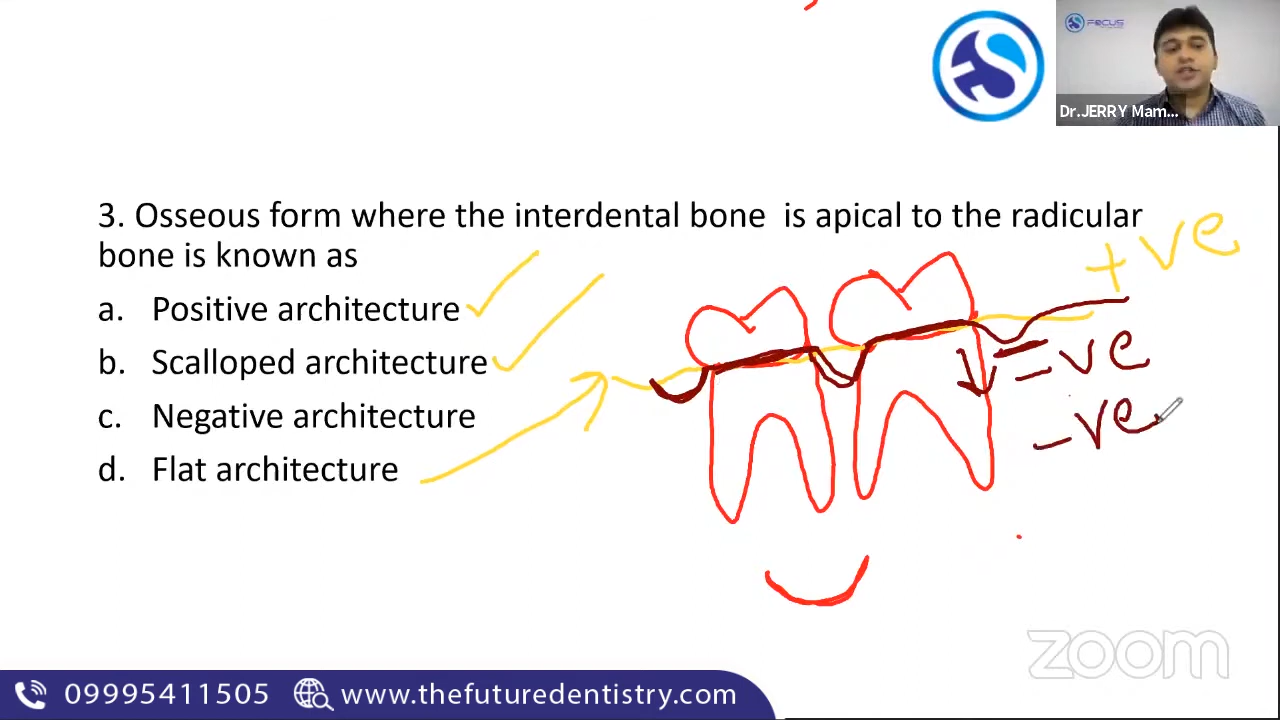 FOCUS
Dr.JERRY Mam...
3. Osseous form where the interdental bone is apical to the radicular
bone is known as
a. Positive architecture
b. Scalloped architecture
c. Negative architecture
d. Flat architecture
+ve
-ve
-ve
zoom
09995411505 www.thefuturedentistry.com